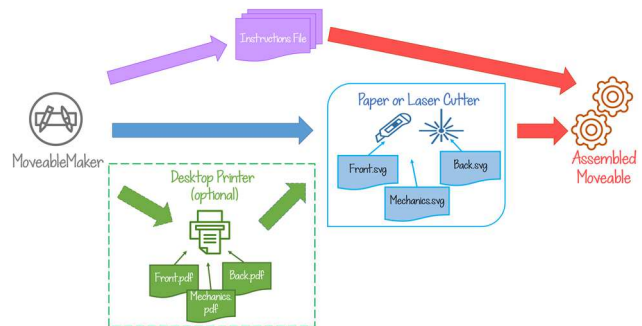 Instructions File
MoveableMaker
Paper or Laser Cutter
Front.svg
Back.svg
Mechanics.svg
Assembled
Moveable
Desktop Printer
(optional)
Front.pdf
Back.pdf
Mechanics.
pdf